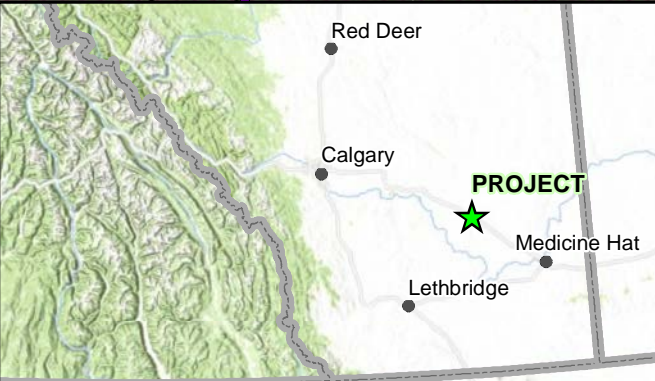 Red Deer
Calgary
PROJECT
Medicine Hat
Lethbridge